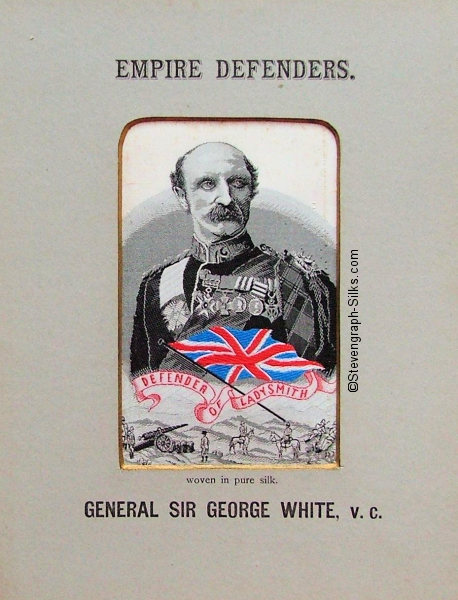 EMPIRE DEFENDERS.
DEFENDER
OF
LADYSMITH
woven in pure silk.
GENERAL SIR GEORGE WHITE, V. C.
©Stevengraph-Silks.com